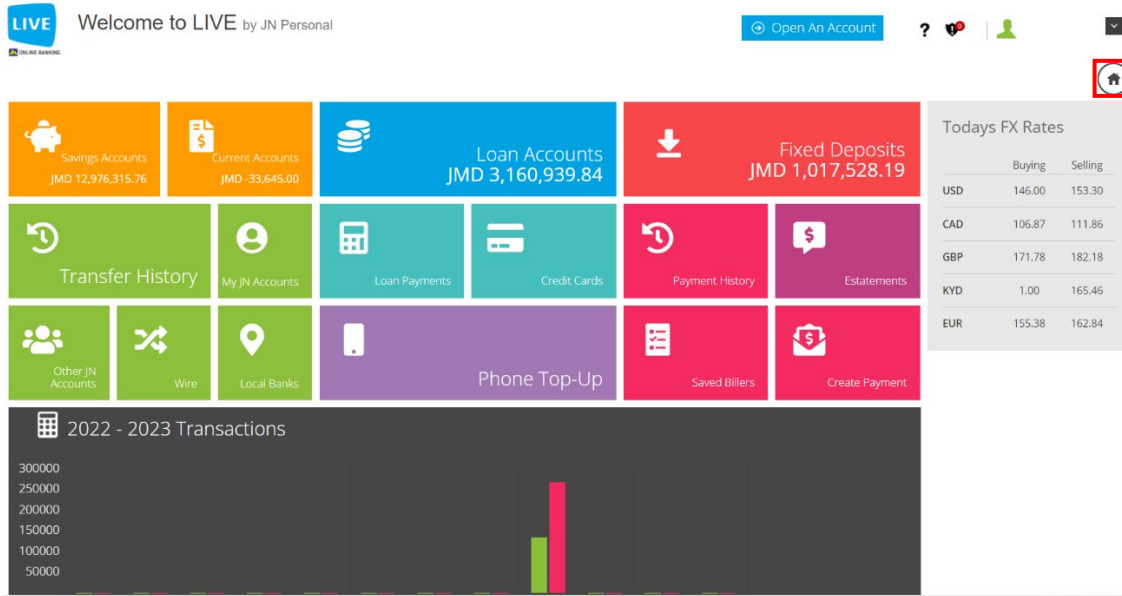 LIVE
ONLINE BANKING
Welcome to LIVE by JN Personal
Open An Account
?
0
Savings Accounts
JMD 12,976,315.76
Current Accounts
JMD -33,645.00
Loan Accounts
JMD 3,160,939.84
Fixed Deposits
JMD 1,017,528.19
Transfer History
My JN Accounts
Loan Payments
Credit Cards
Payment History
Estatements
Other JN
Accounts
Wire
Local Banks
Phone Top-Up
Saved Billers
Create Payment
Todays FX Rates
Buying Selling
USD 146.00 153.30
CAD 106.87 111.86
GBP 171.78 182.18
KYD 1.00 165.46
EUR 155.38 162.84
2022 - 2023 Transactions
300000
250000
200000
150000
100000
50000